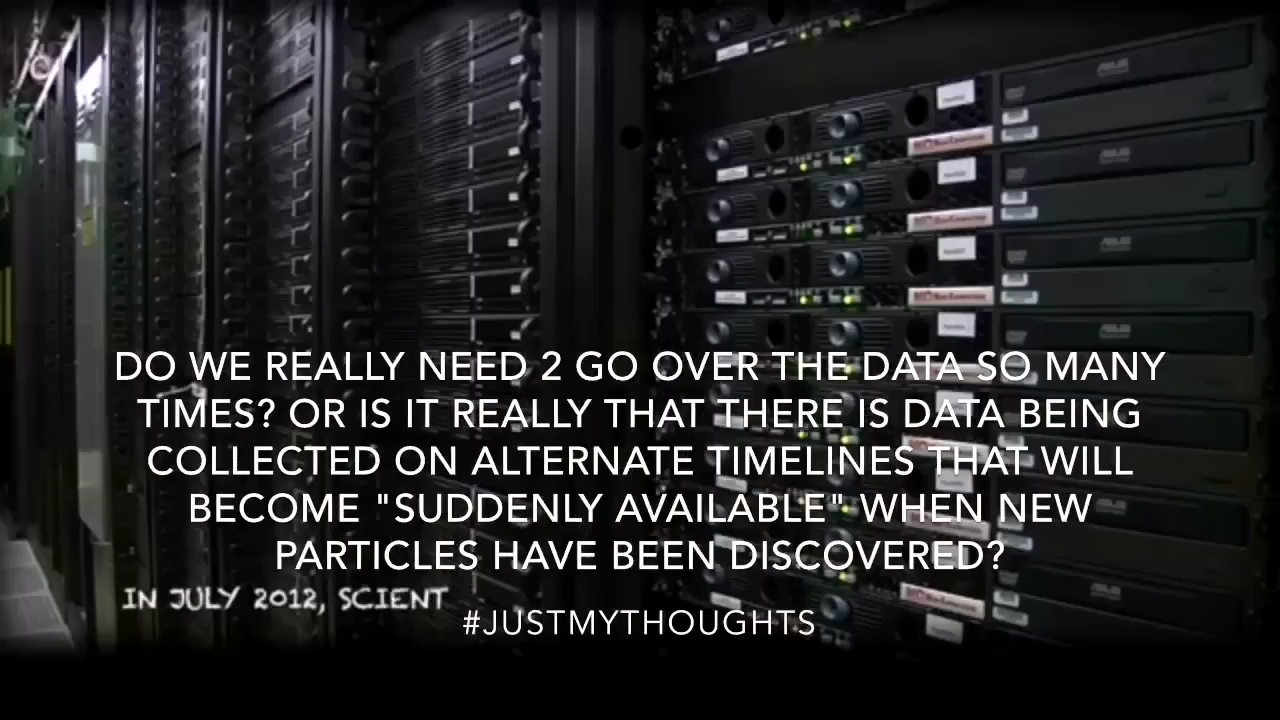 DO WE REALLY NEED 2 GO OVER THE DATA SO MANY
TIMES? OR IS IT REALLY THAT THERE IS DATA BEING
COLLECTED ON ALTERNATE TIMELINES THAT WILL
BECOME "SUDDENLY AVAILABLE" WHEN NEW
PARTICLES HAVE BEEN DISCOVERED?
IN JULY 2012, SCIENT
#JUSTMYTHOUGHTS